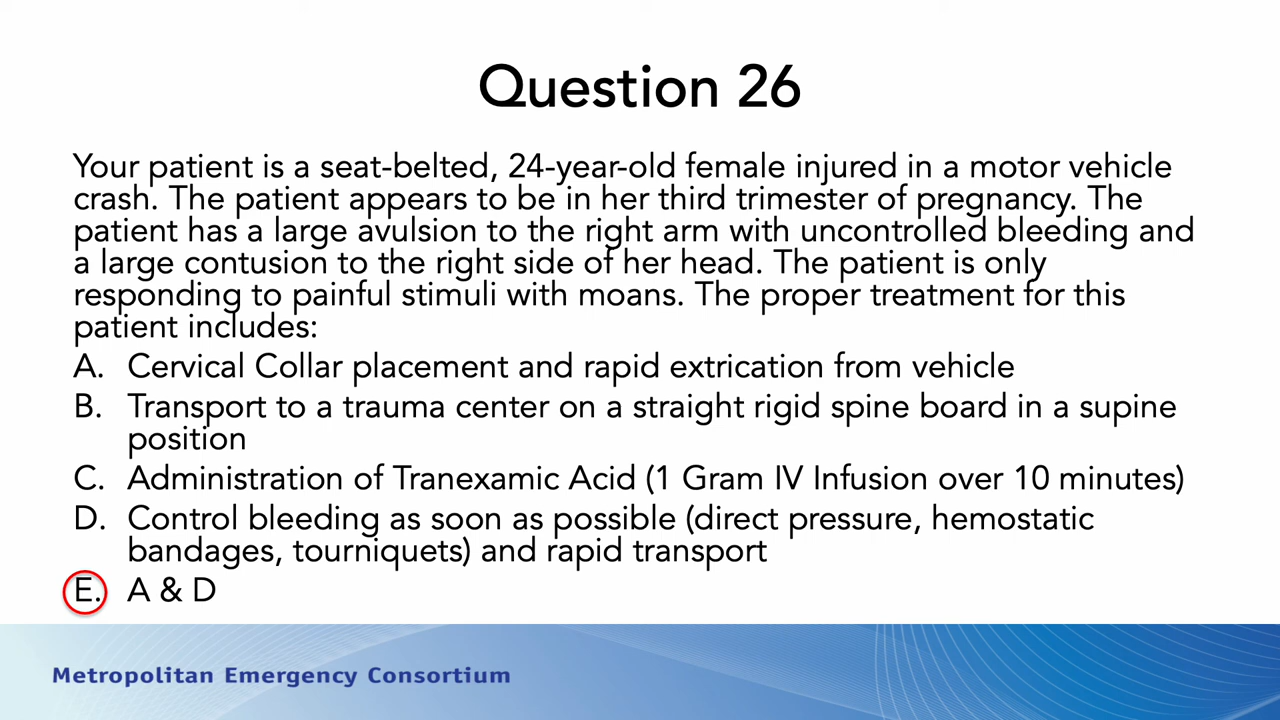 Question 26
Your patient is a seat-belted, 24-year-old female injured in a motor vehicle
crash. The patient appears to be in her third trimester of pregnancy. The
patient has a large avulsion to the right arm with uncontrolled bleeding and
a large contusion to the right side of her head. The patient is only
responding to painful stimuli with moans. The proper treatment for this
patient includes:
A. Cervical Collar placement and rapid extrication from vehicle
B. Transport to a trauma center on a straight rigid spine board in a supine
position
C. Administration of Tranexamic Acid (1 Gram IV Infusion over 10 minutes)
D. Control bleeding as soon as possible (direct pressure, hemostatic
bandages, tourniquets) and rapid transport
E. A & D
Metropolitan Emergency Consortium